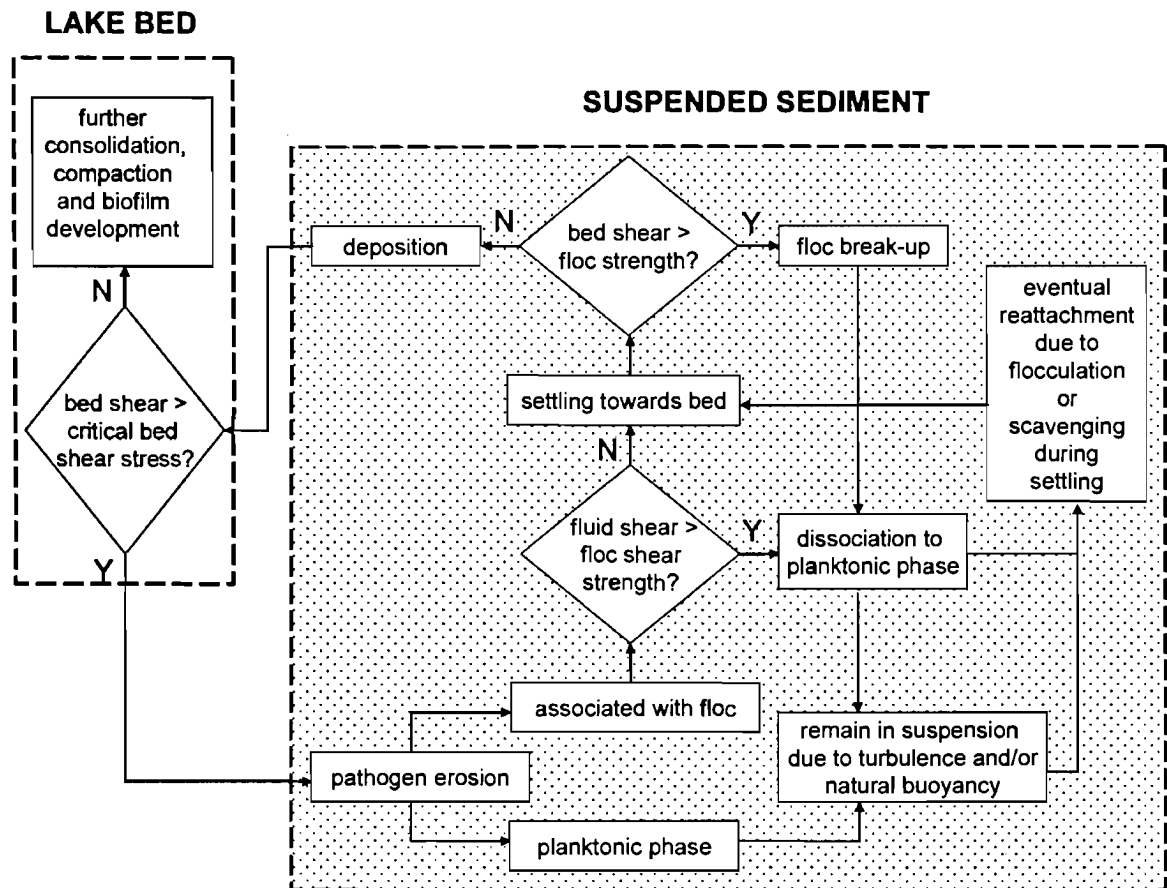 LAKE BED
further
consolidation,
compaction
and biofilm
development
N
bed shear >
critical bed
shear stress?
Y
SUSPENDED SEDIMENT
deposition
N
bed shear >
floc strength?
Y
floc break-up
eventual
reattachment
due to
flocculation
or
scavenging
during
settling
settling towards bed
N
fluid shear >
floc shear
strength?
Y
dissociation to
planktonic phase
associated with floc
remain in suspension
due to turbulence and/or
natural buoyancy
pathogen erosion
planktonic phase